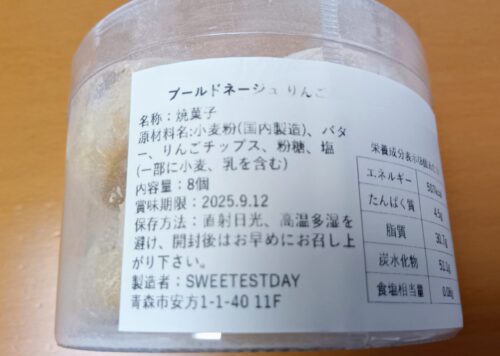 ブールドネージュ りんご
名称：焼菓子
原材料名:小麦粉(国内製造)、バタ
ー、りんごチップス、粉糖、塩
(一部に小麦、乳を含む)
内容量：8個
賞味期限：2025.9.12
保存方法：直射日光、高温多湿を
避け、開封後はお早めにお召し上
がり下さい。
製造者：SWEETESTDAY
青森市安方1-1-40 11F
栄養成分表示
エネルギー
たんぱく質
脂質
炭水化物
食塩相当量